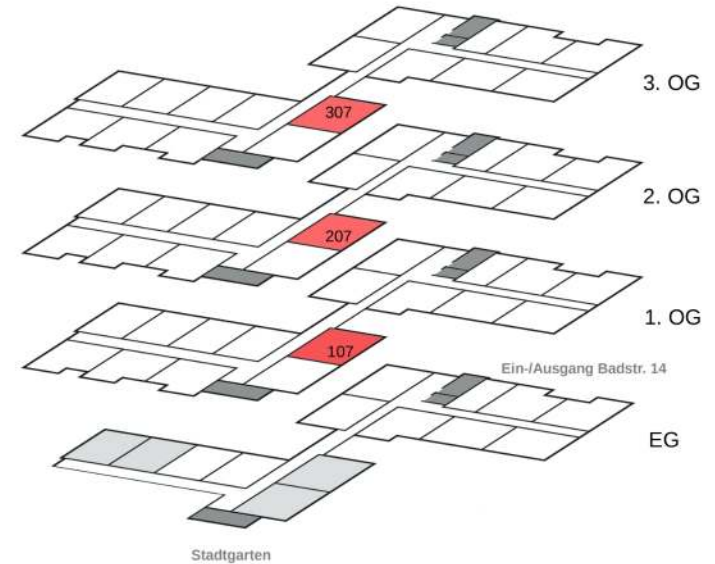 3. OG
307
2. OG
207
1. OG
107
Ein-/Ausgang Badstr. 14
EG
Stadtgarten